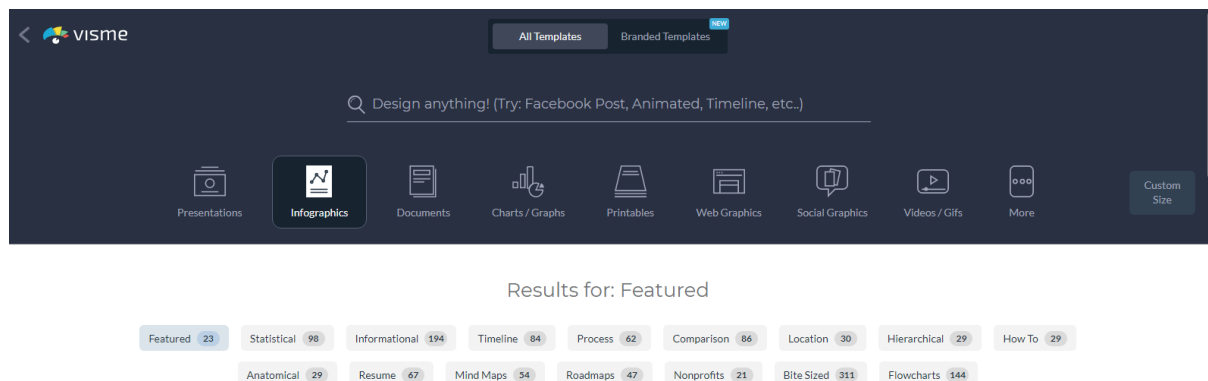 visme
All Templates Branded Templates NEW
Design anything! (Try: Facebook Post, Animated, Timeline, etc..)
Presentations Infographics Documents Charts / Graphs Printables Web Graphics Social Graphics Videos / Gifs More Custom Size
Results for: Featured
Featured 23 Statistical 98 Informational 194 Timeline 84 Process 62 Comparison 86 Location 30 Hierarchical 29 How To 29
Anatomical 29 Resume 67 Mind Maps 54 Roadmaps 47 Nonprofits 21 Bite Sized 311 Flowcharts 144